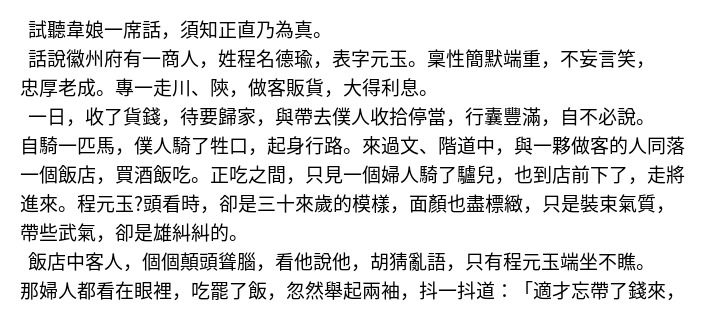 試聽韋娘一席話，須知正直乃為真。
話說徽州府有一商人，姓程名德瑜，表字元玉。稟性簡默端重，不妄言笑，
忠厚老成。專一走川、陝，做客販貨，大得利息。
一日，收了貨錢，待要歸家，與帶去僕人收拾停當，行囊豐滿，自不必說。
自騎一匹馬，僕人騎了牲口，起身行路。來過文、階道中，與一夥做客的人同落
一個飯店，買酒飯吃。正吃之間，只見一個婦人騎了驢兒，也到店前下了，走將
進來。程元玉?頭看時，卻是三十來歲的模樣，面顏也盡標緻，只是裝束氣質，
帶些武氣，卻是雄糾糾的。
飯店中客人，個個顛頭聳腦，看他說他，胡猜亂語，只有程元玉端坐不瞧。
那婦人都看在眼裡，吃罷了飯，忽然舉起兩袖，抖一抖道：「適才忘帶了錢來，